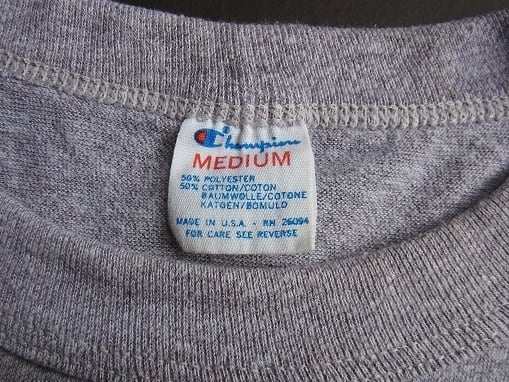 Champion
MEDIUM
50% POLYESTER
50% COTTON/COTON
BAUMWOLLE/COTONE
KATOEN/BOMULD
MADE IN U.S.A. - RN 26094
FOR CARE SEE REVERSE